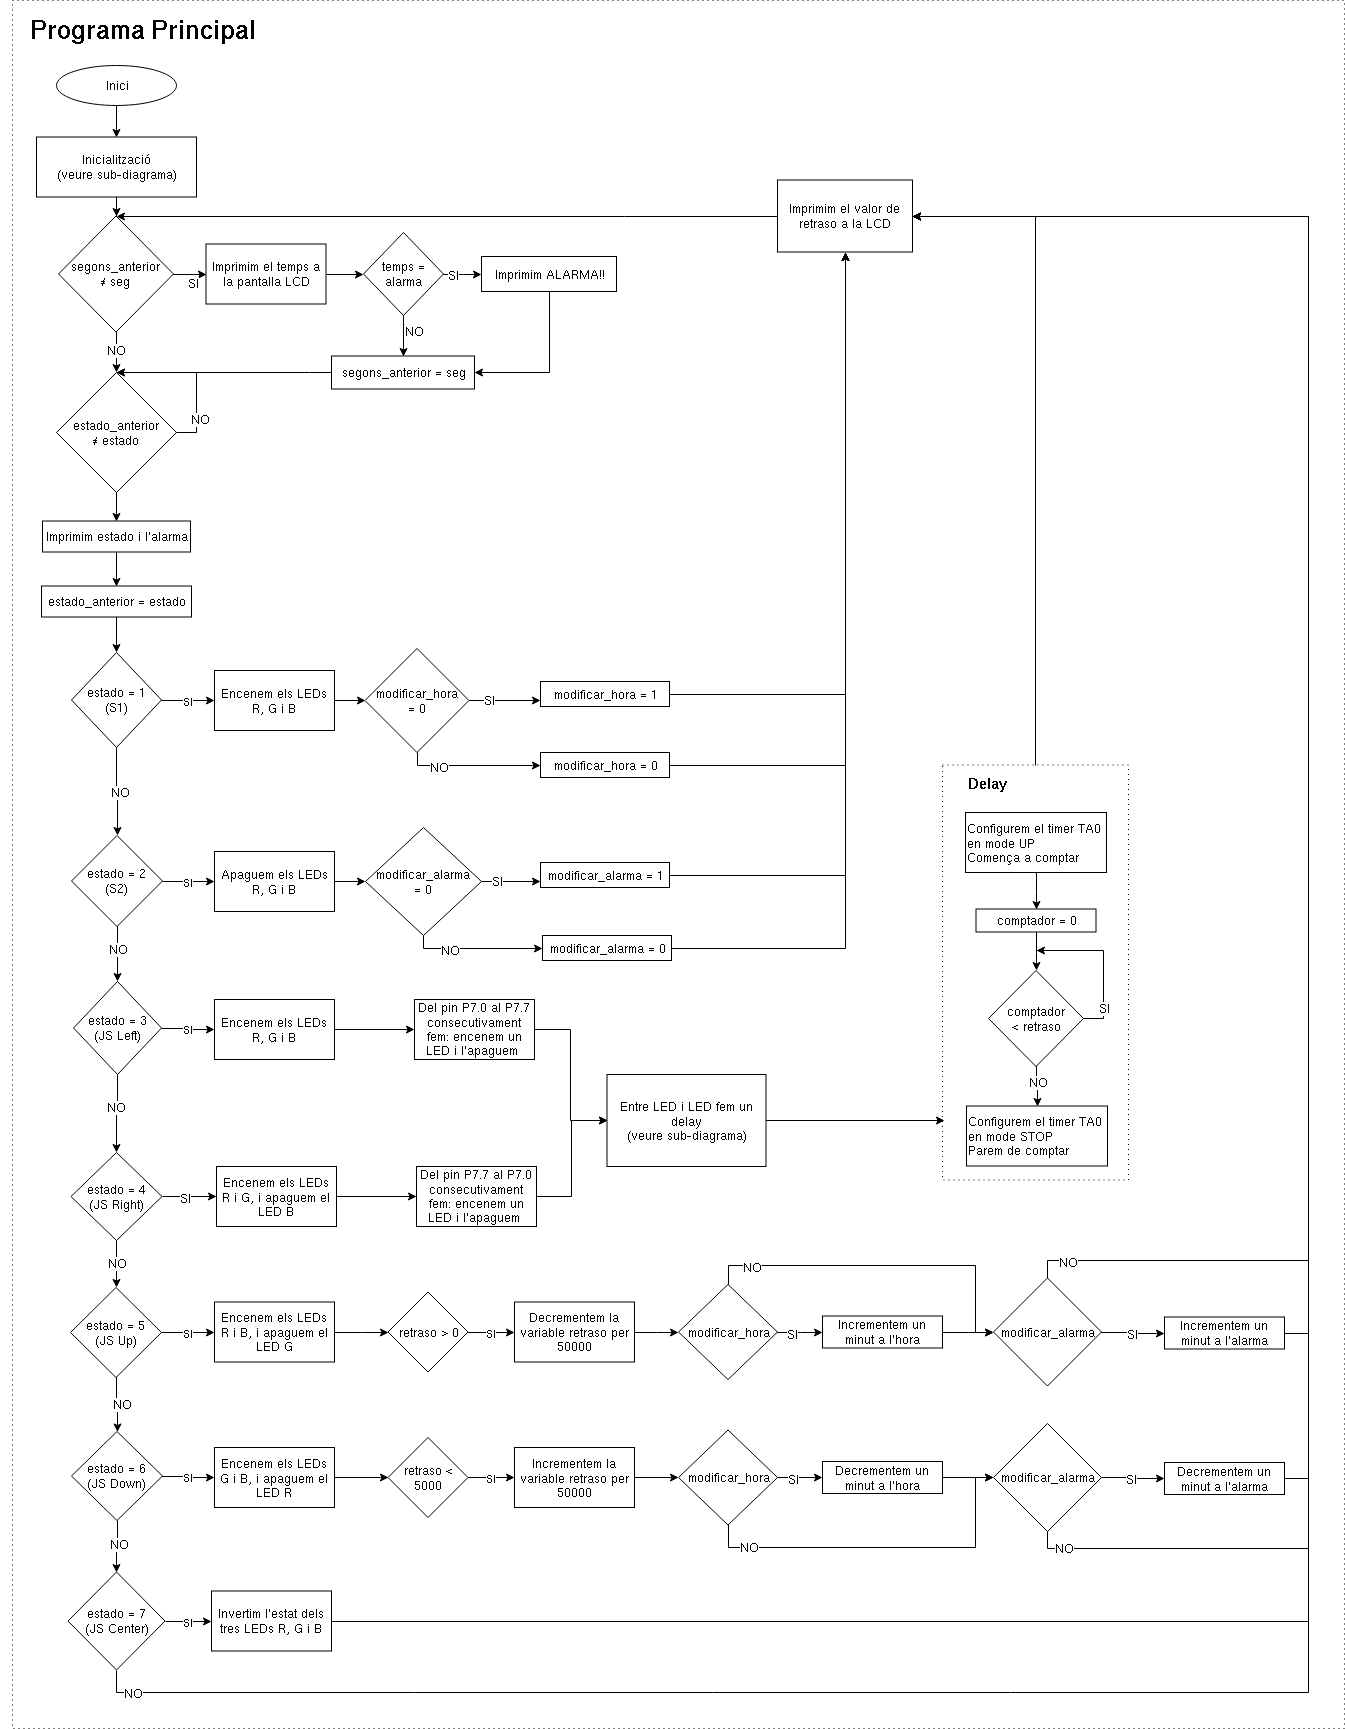 Programa Principal
Inici
Inicialització
(veure sub-diagrama)
Imprimim el valor de
retraso a la LCD
segons_anterior
≠ seg
SI
Imprimim el temps a
la pantalla LCD
temps =
alarma
SI
Imprimim ALARMA!!
NO
NO
segons_anterior = seg
estado_anterior
≠ estado
NO
Imprimim estado i l'alarma
estado_anterior = estado
estado = 1
(S1)
SI
Encenem els LEDs
R, G i B
modificar_hora
= 0
SI
modificar_hora = 1
NO
modificar_hora = 0
NO
estado = 2
(S2)
SI
Apaguem els LEDs
R, G i B
modificar_alarma
= 0
SI
modificar_alarma = 1
NO
modificar_alarma = 0
NO
Delay
Configurem el timer TA0
en mode UP
Comença a comptar
comptador = 0
comptador
< retraso
SI
NO
Configurem el timer TA0
en mode STOP
Parem de comptar
estado = 3
(JS Left)
SI
Encenem els LEDs
R, G i B
Del pin P7.0 al P7.7
consecutivament
fem: encenem un
LED i l'apaguem
Entre LED i LED fem un
delay
(veure sub-diagrama)
NO
estado = 4
(JS Right)
SI
Encenem els LEDs
R i G, i apaguem el
LED B
Del pin P7.7 al P7.0
consecutivament
fem: encenem un
LED i l'apaguem
NO
estado = 5
(JS Up)
SI
Encenem els LEDs
R i B, i apaguem el
LED G
retraso > 0
SI
Decrementem la
variable retraso per
50000
modificar_hora
NO
SI
Incrementem un
minut a l'hora
modificar_alarma
NO
SI
Incrementem un
minut a l'alarma
NO
estado = 6
(JS Down)
SI
Encenem els LEDs
G i B, i apaguem el
LED R
retraso <
5000
SI
Incrementem la
variable retraso per
50000
modificar_hora
SI
NO
Decrementem un
minut a l'hora
modificar_alarma
SI
NO
Decrementem un
minut a l'alarma
NO
estado = 7
(JS Center)
SI
Invertim l'estat dels
tres LEDs R, G i B
NO